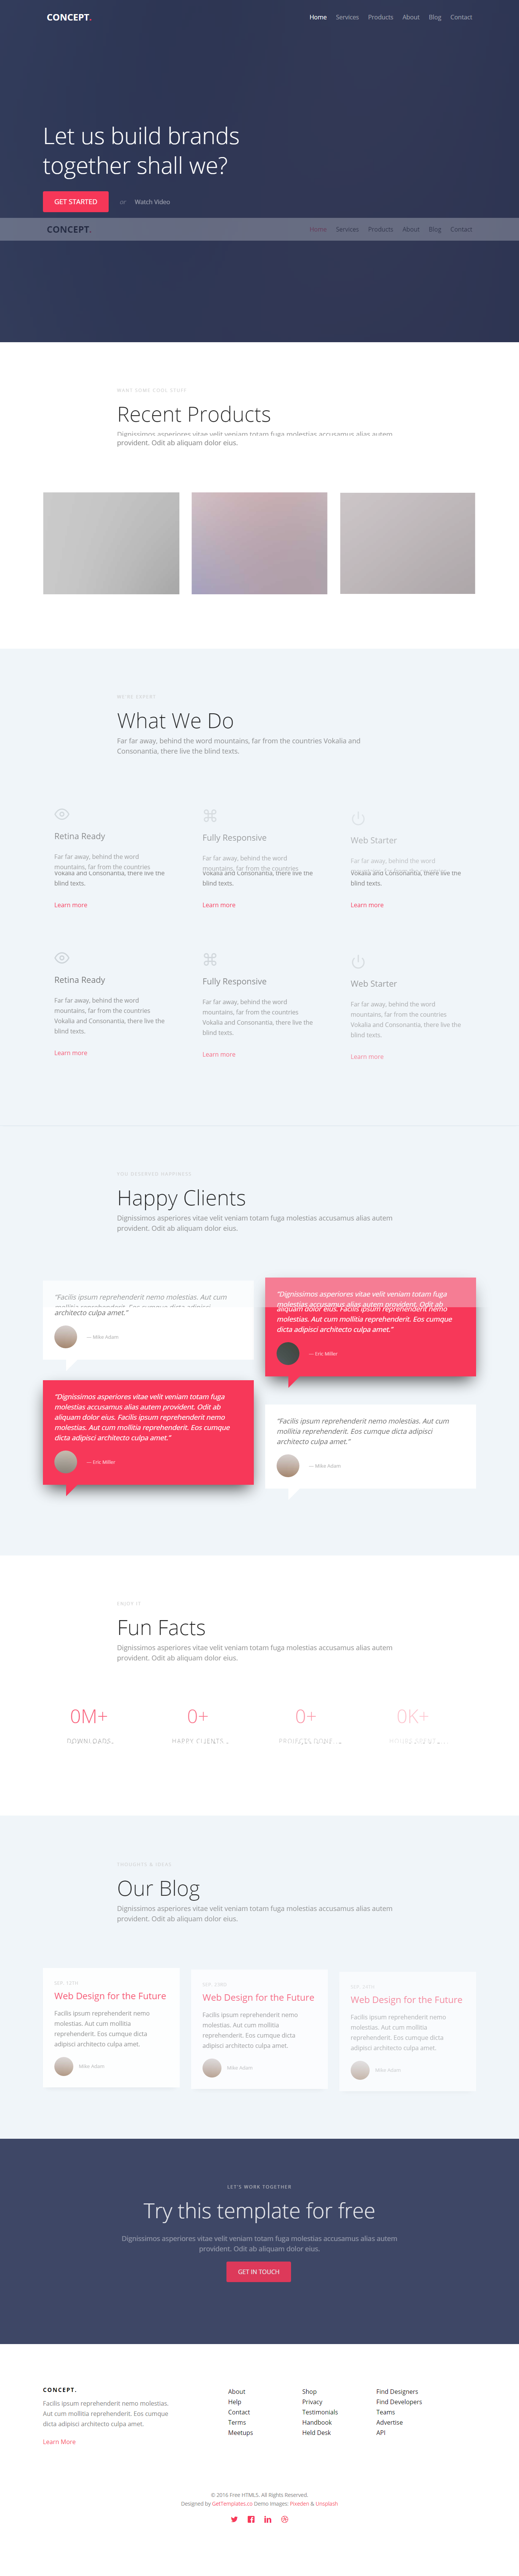 CONCEPT.
Home Services Products About Blog Contact
Let us build brands
together shall we?
GET STARTED or Watch Video
CONCEPT.
Home Services Products About Blog Contact
WANT SOME COOL STUFF
Recent Products
Dignissimos asperiores vitae velit veniam totam fuga molestias accusamus alias autem
provident. Odit ab aliquam dolor eius.
WE'RE EXPERT
What We Do
Far far away, behind the word mountains, far from the countries Vokalia and
Consonantia, there live the blind texts.
Retina Ready
Far far away, behind the word
mountains, far from the countries
Vokalia and Consonantia, there live the
blind texts.
Learn more
Fully Responsive
Far far away, behind the word
mountains, far from the countries
Vokalia and Consonantia, there live the
blind texts.
Learn more
Web Starter
Far far away, behind the word
Vokalia and Consonantia, there live the
blind texts.
Learn more
Retina Ready
Far far away, behind the word
mountains, far from the countries
Vokalia and Consonantia, there live the
blind texts.
Learn more
Fully Responsive
Far far away, behind the word
mountains, far from the countries
Vokalia and Consonantia, there live the
blind texts.
Learn more
Web Starter
Far far away, behind the word
mountains, far from the countries
Vokalia and Consonantia, there live the
blind texts.
Learn more
YOU DESERVED HAPPINESS
Happy Clients
Dignissimos asperiores vitae velit veniam totam fuga molestias accusamus alias autem
provident. Odit ab aliquam dolor eius.
"Facilis ipsum reprehenderit nemo molestias. Aut cum
mollitia reprehenderit. Eos cumque dicta adipisci
architecto culpa amet."
— Mike Adam
"Dignissimos asperiores vitae velit veniam totam fuga
molestias accusamus alias autem provident. Odit ab
aliquam dolor eius. Facilis ipsum reprehenderit nemo
molestias. Aut cum mollitia reprehenderit. Eos cumque
dicta adipisci architecto culpa amet."
— Eric Miller
"Dignissimos asperiores vitae velit veniam totam fuga
molestias accusamus alias autem provident. Odit ab
aliquam dolor eius. Facilis ipsum reprehenderit nemo
molestias. Aut cum mollitia reprehenderit. Eos cumque
dicta adipisci architecto culpa amet."
— Eric Miller
"Facilis ipsum reprehenderit nemo molestias. Aut cum
mollitia reprehenderit. Eos cumque dicta adipisci
architecto culpa amet."
— Mike Adam
ENJOY IT
Fun Facts
Dignissimos asperiores vitae velit veniam totam fuga molestias accusamus alias autem
provident. Odit ab aliquam dolor eius.
0M+ 0+ 0+ 0K+
DOWNLOADS HAPPY CLIENTS
THOUGHTS & IDEAS
Our Blog
Dignissimos asperiores vitae velit veniam totam fuga molestias accusamus alias autem
provident. Odit ab aliquam dolor eius.
SEP. 12TH
Web Design for the Future
Facilis ipsum reprehenderit nemo
molestias. Aut cum mollitia
reprehenderit. Eos cumque dicta
adipisci architecto culpa amet.
Mike Adam
SEP. 23RD
Web Design for the Future
Facilis ipsum reprehenderit nemo
molestias. Aut cum mollitia
reprehenderit. Eos cumque dicta
adipisci architecto culpa amet.
Mike Adam
SEP. 24TH
Web Design for the Future
Facilis ipsum reprehenderit nemo
molestias. Aut cum mollitia
reprehenderit. Eos cumque dicta
adipisci architecto culpa amet.
Mike Adam
LET'S WORK TOGETHER
Try this template for free
Dignissimos asperiores vitae velit veniam totam fuga molestias accusamus alias autem
provident. Odit ab aliquam dolor eius.
GET IN TOUCH
CONCEPT.
Facilis ipsum reprehenderit nemo molestias.
Aut cum mollitia reprehenderit. Eos cumque
dicta adipisci architecto culpa amet.
Learn More
About
Help
Contact
Terms
Meetups
Shop
Privacy
Testimonials
Handbook
Held Desk
Find Designers
Find Developers
Teams
Advertise
API
© 2016 Free HTML5. All Rights Reserved.
Designed by GetTemplates.co Demo Images: Pixeden & Unsplash